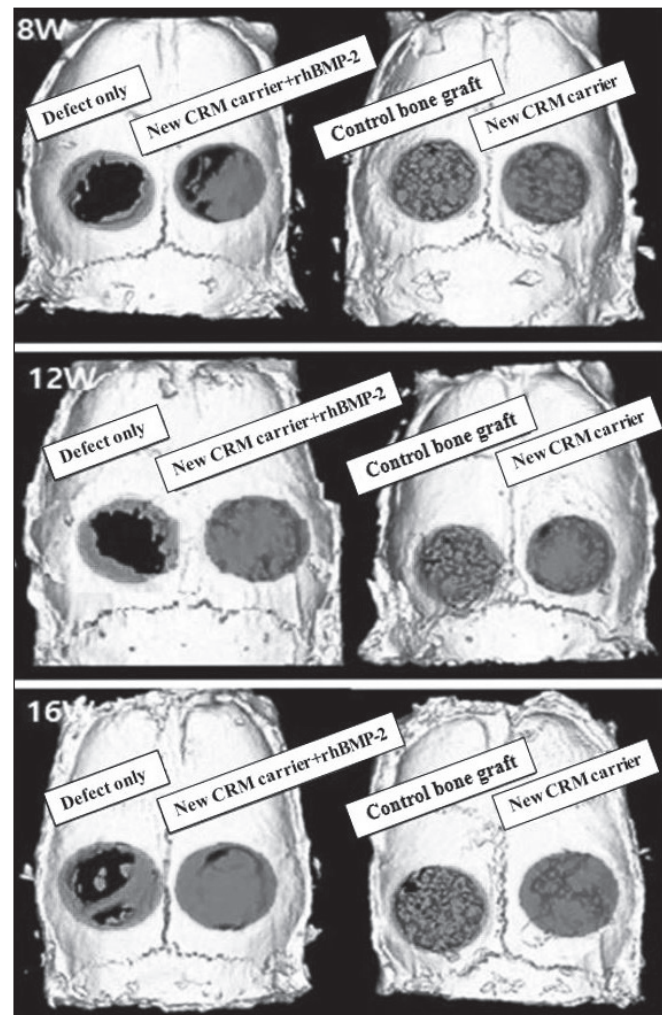 8W
Defect only
New CRM carrier+rhBMP-2
Control bone graft
New CRM carrier
12W
Defect only
New CRM carrier+rhBMP-2
Control bone graft
New CRM carrier
16W
Defect only
New CRM carrier+rhBMP-2
Control bone graft
New CRM carrier